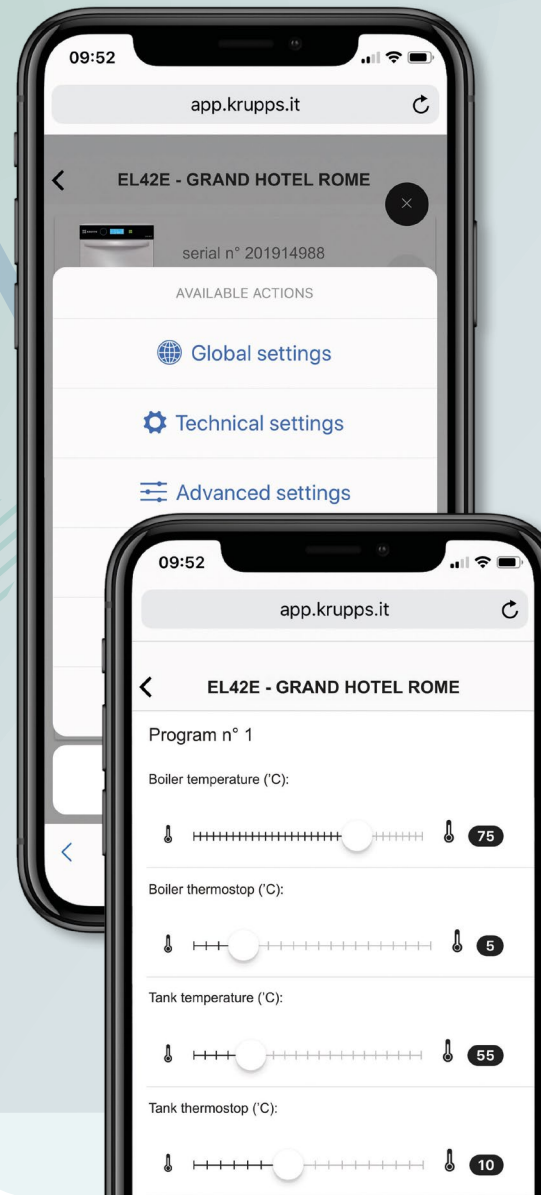 09:52
app.krupps.it
EL42E - GRAND HOTEL ROME
serial n° 201914988
AVAILABLE ACTIONS
Global settings
Technical settings
Advanced settings
09:52
app.krupps.it
EL42E - GRAND HOTEL ROME
Program n° 1
Boiler temperature ('C):
75
Boiler thermostop ('C):
5
Tank temperature ('C):
55
Tank thermostop ('C):
10